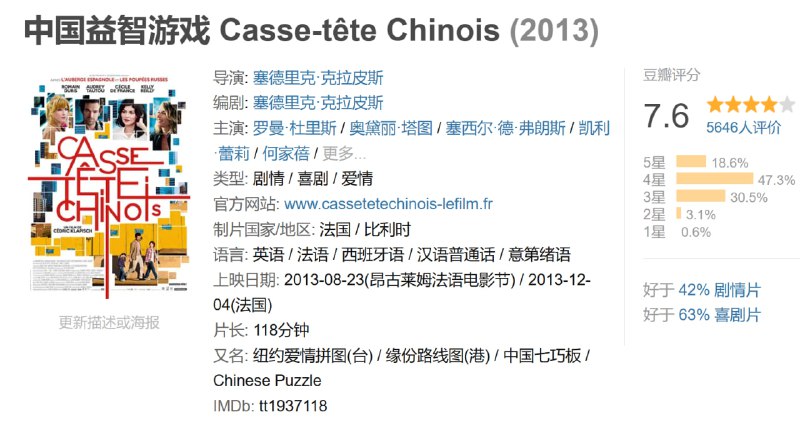 中国益智游戏 Casse-tête Chinois (2013)
APRÈS L'AUBERGE ESPAGNOLE et LES POUPÉES RUSSES
ROMAIN DURIS
AUDREY TAUTOU
CÉCILE DE FRANCE
KELLY REILLY
CASSE
TÊTE
CHINOIS
UN FILM DE
CÉDRIC KLAPISCH
更新描述或海报
导演: 塞德里克·克拉皮斯
编剧: 塞德里克·克拉皮斯
主演: 罗曼·杜里斯 / 奥黛丽·塔图 / 塞西尔·德·弗朗斯 / 凯利
·蕾莉 / 何家蓓 / 更多...
类型: 剧情 / 喜剧 / 爱情
官方网站: www.cassetetechinois-lefilm.fr
制片国家/地区: 法国 / 比利时
语言: 英语 / 法语 / 西班牙语 / 汉语普通话 / 意第绪语
上映日期: 2013-08-23(昂古莱姆法语电影节) / 2013-12-
04(法国)
片长: 118分钟
又名: 纽约爱情拼图(台) / 缘份路线图(港) / 中国七巧板 /
Chinese Puzzle
IMDb: tt1937118
豆瓣评分
7.6
5646人评价
5星 18.6%
4星 47.3%
3星 30.5%
2星 3.1%
1星 0.6%
好于 42% 剧情片
好于 63% 喜剧片